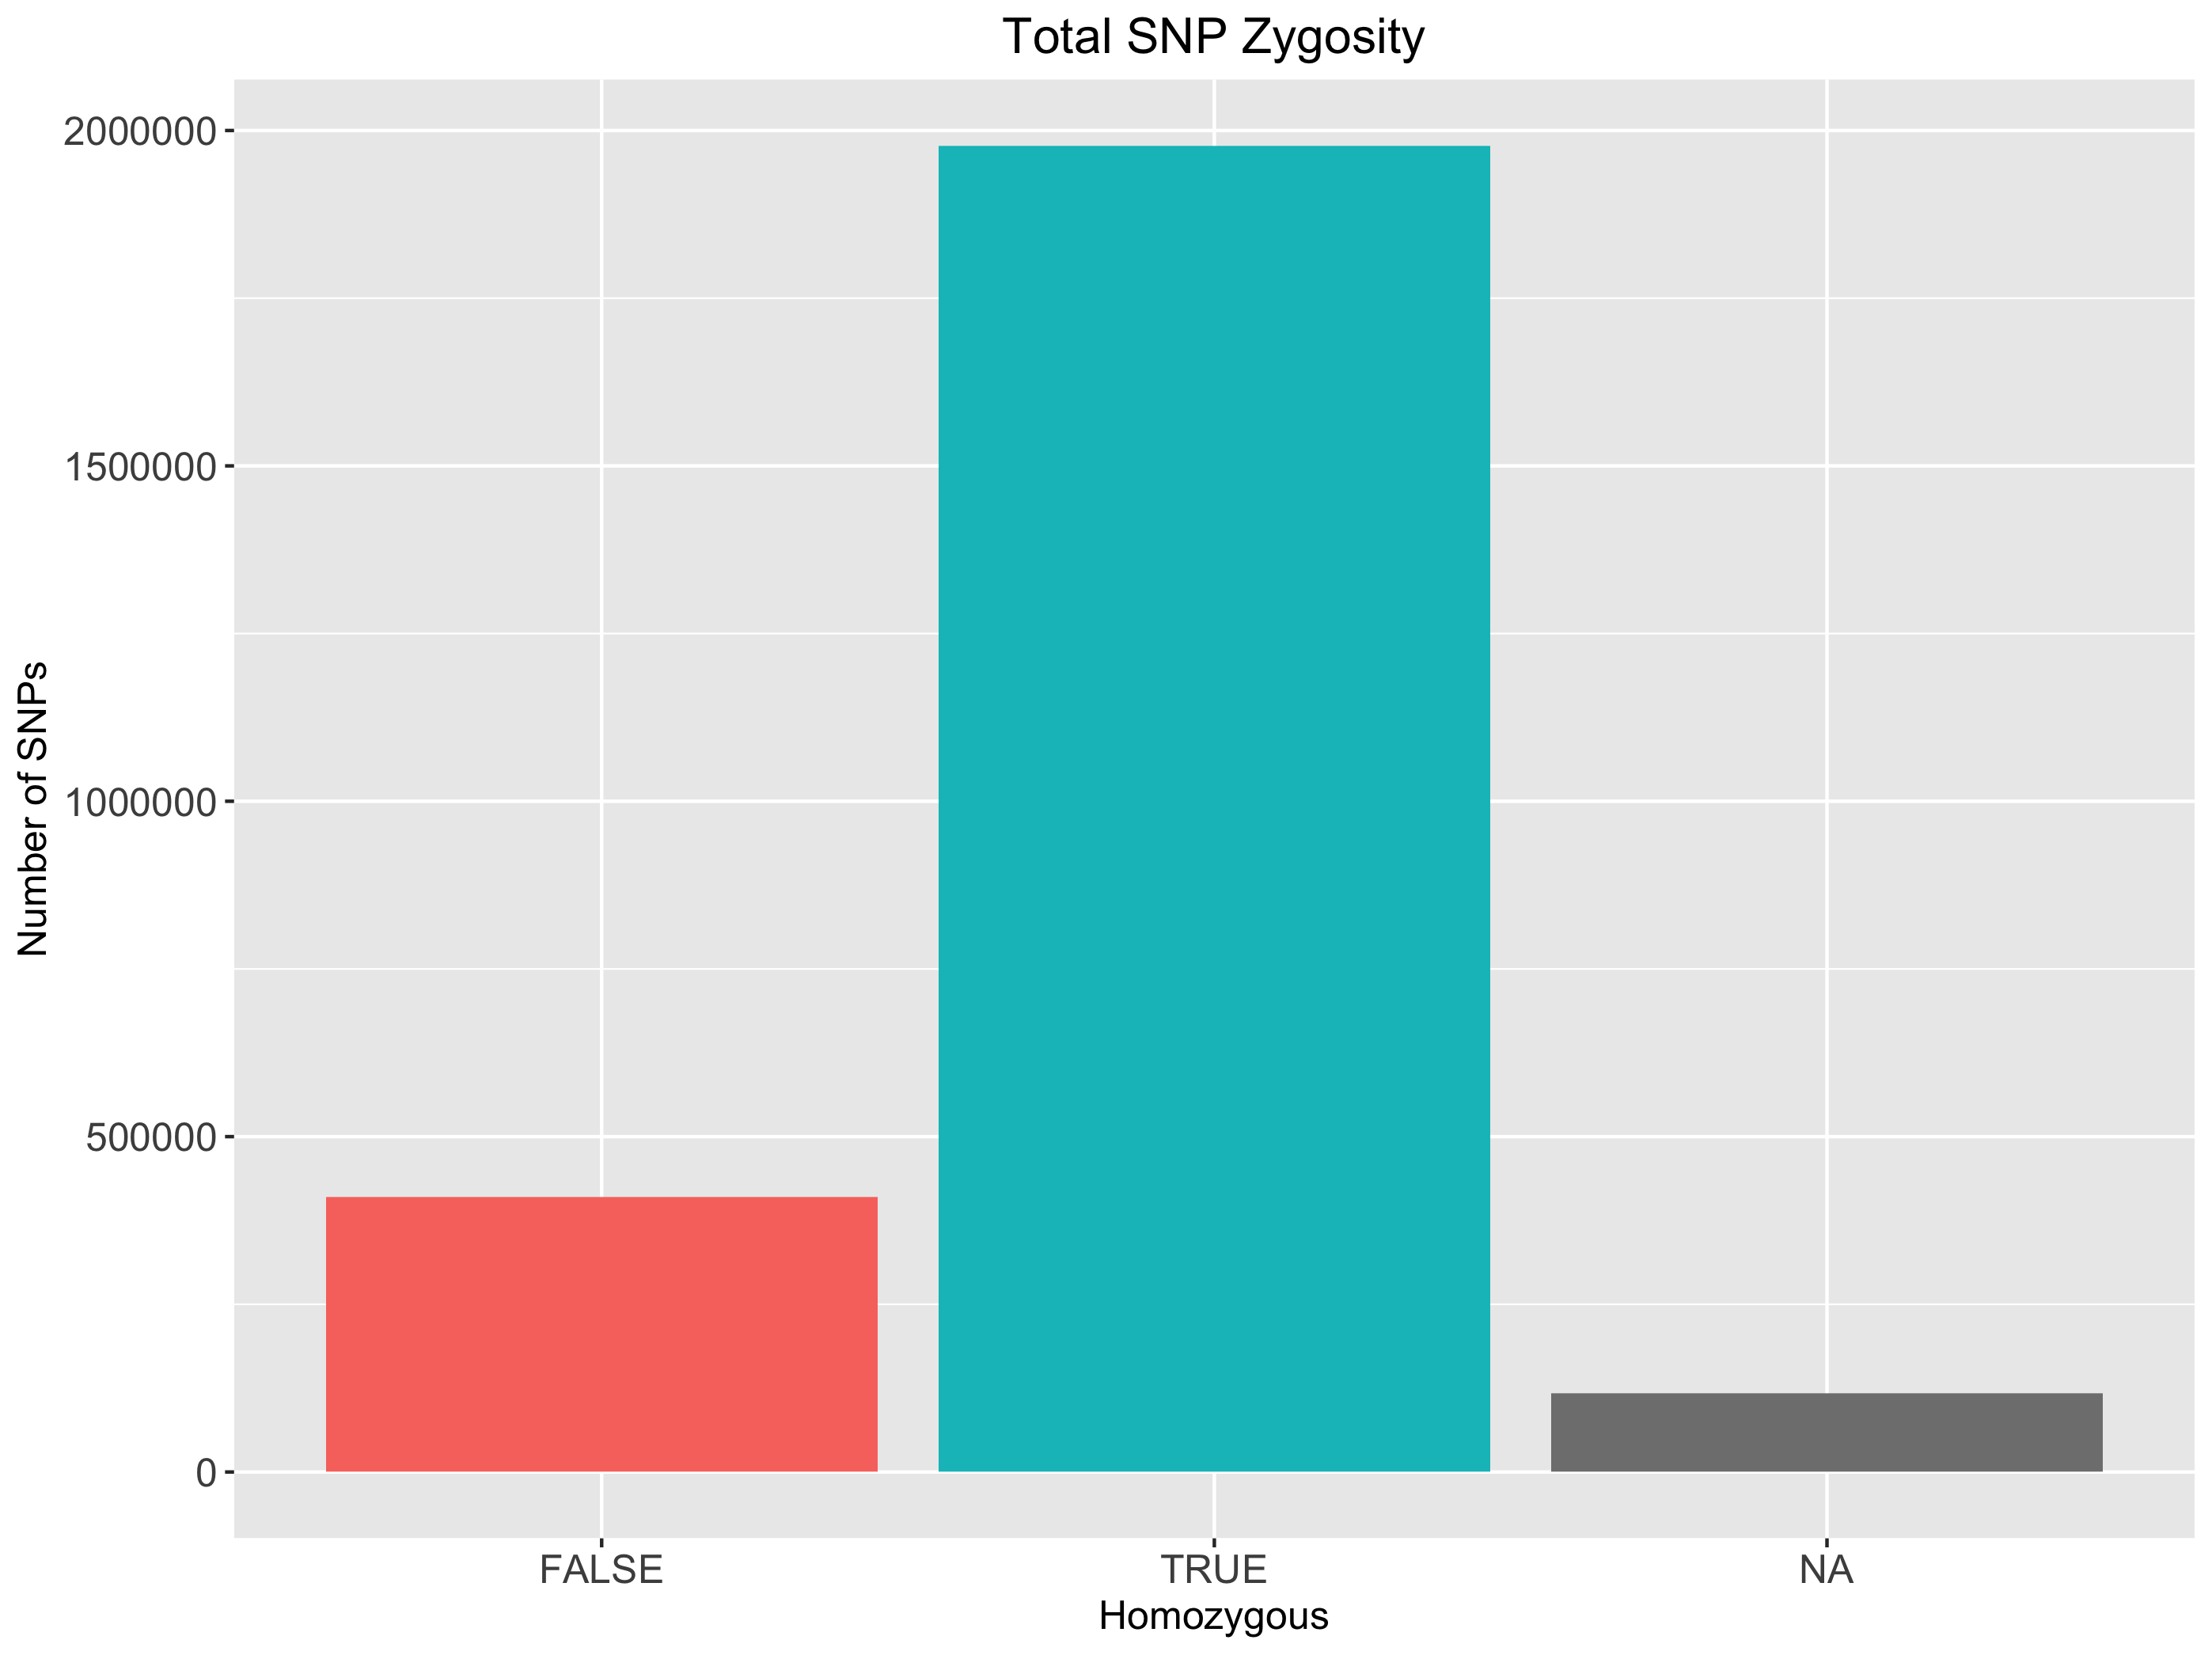 Total SNP Zygosity
Number of SNPs
2000000
1500000
1000000
500000
0
FALSE
TRUE
NA
Homozygous